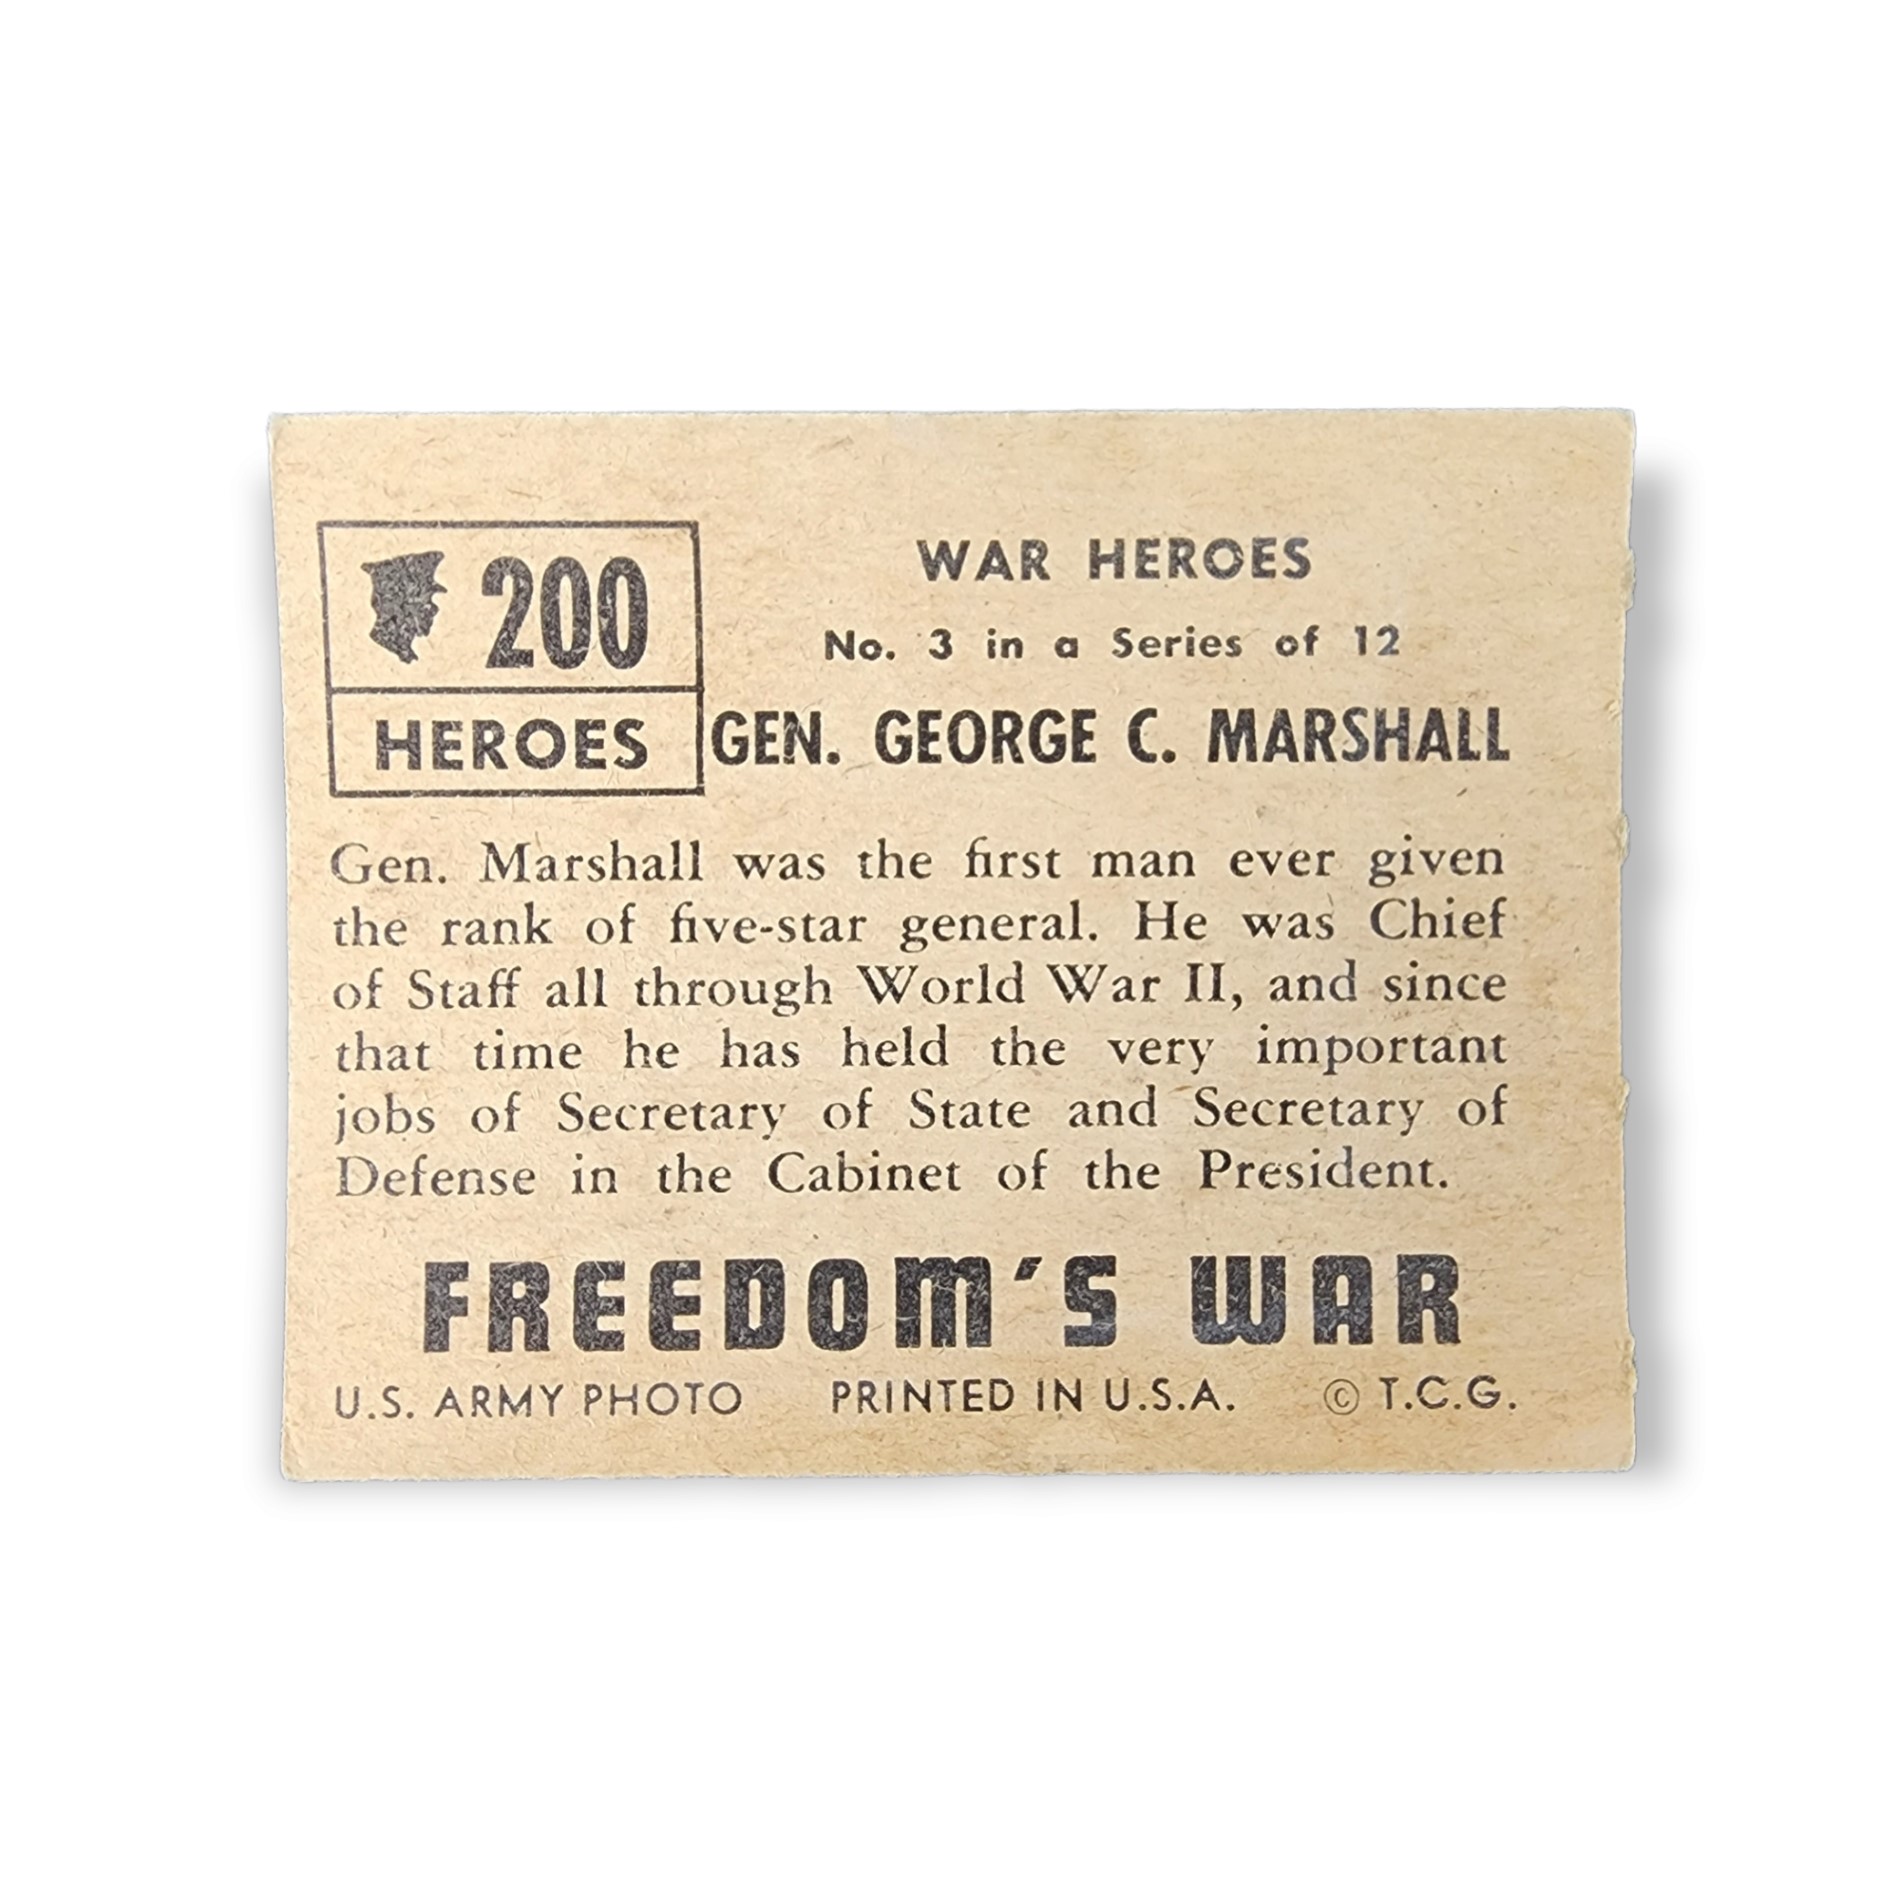 200
HEROES
WAR HEROES
No. 3 in a Series of 12
GEN. GEORGE C. MARSHALL
Gen. Marshall was the first man ever given
the rank of five-star general. He was Chief
of Staff all through World War II, and since
that time he has held the very important
jobs of Secretary of State and Secretary of
Defense in the Cabinet of the President.
FREEDOM'S WAR
U.S. ARMY PHOTO PRINTED IN U.S.A. © T.C.G.